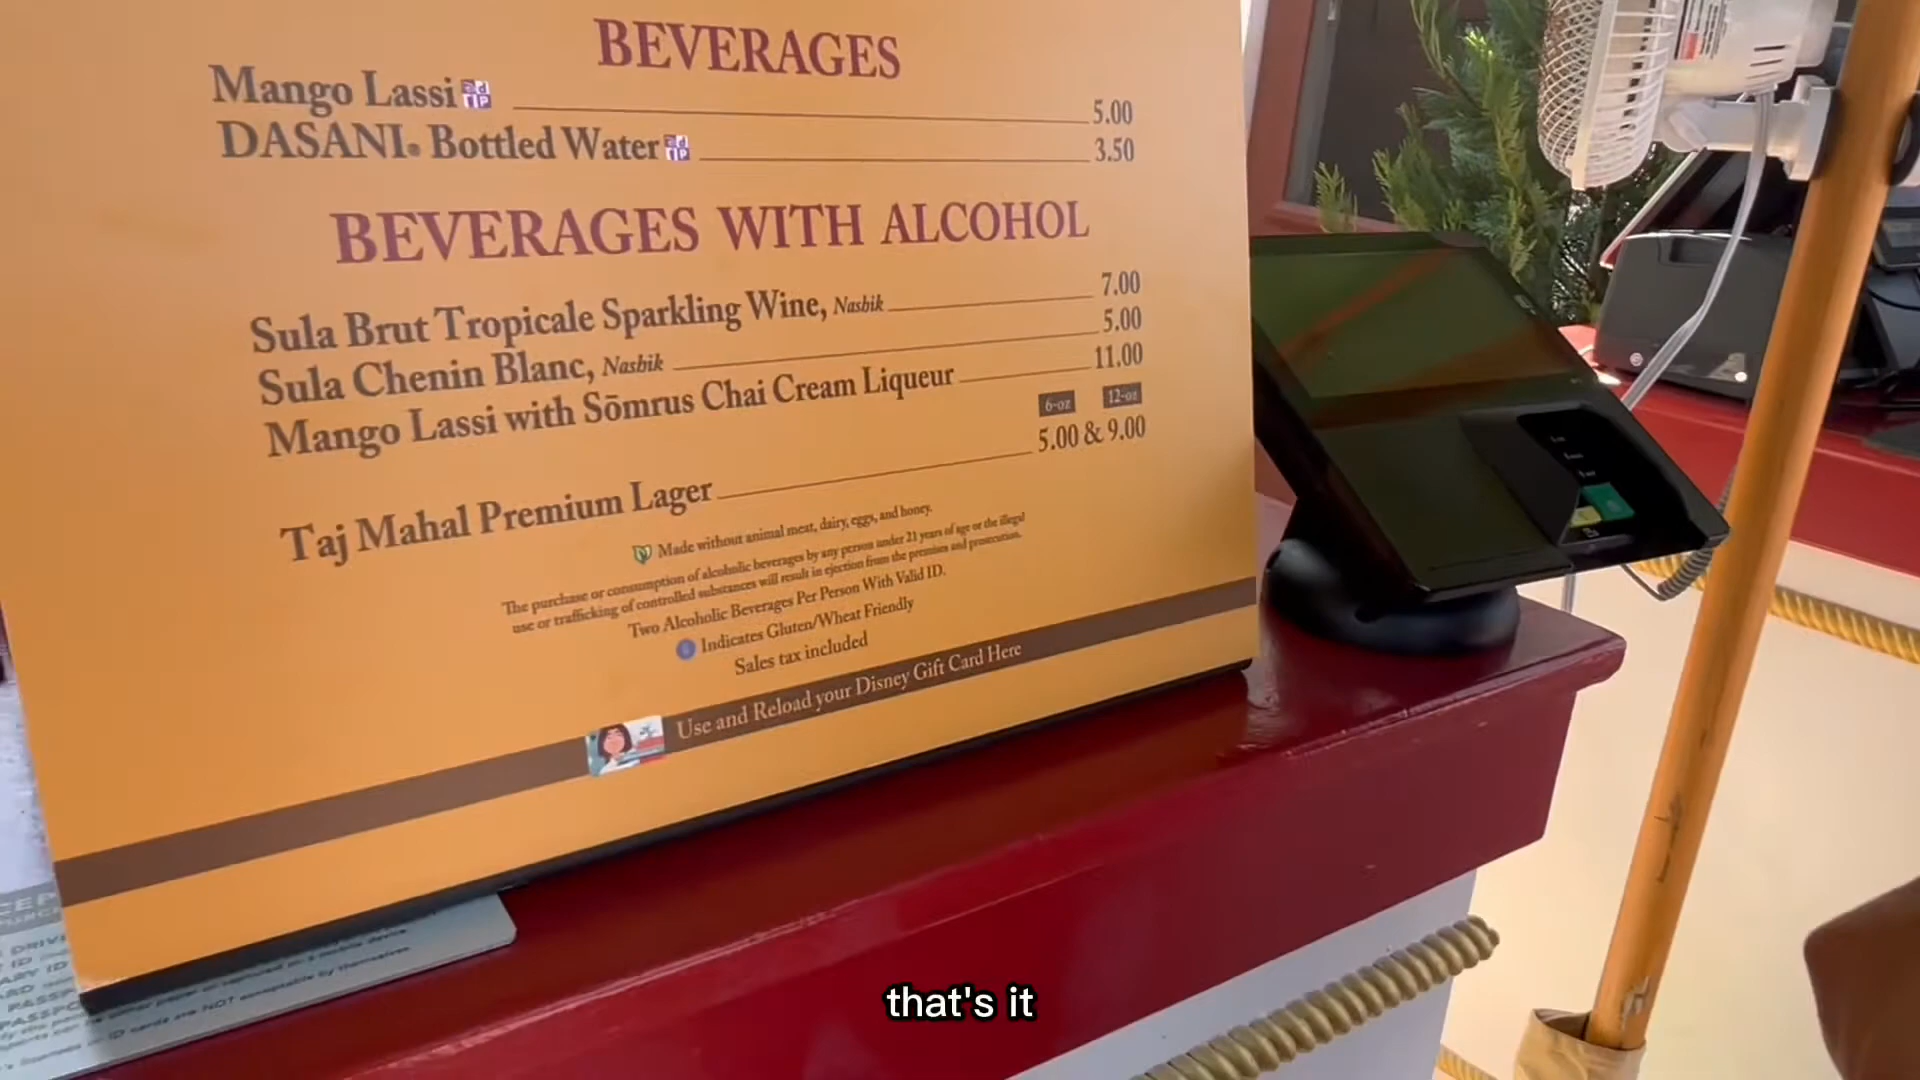 BEVERAGES
Mango Lassi 5.00
DASANI® Bottled Water 3.50
BEVERAGES WITH ALCOHOL
Sula Brut Tropicale Sparkling Wine, Nashik 7.00
Sula Chenin Blanc, Nashik 5.00
Mango Lassi with Sōmrus Chai Cream Liqueur 11.00
6-oz 12-oz
Taj Mahal Premium Lager 5.00 & 9.00
Made without animal meat, dairy, eggs, and honey.
The purchase or consumption of alcoholic beverages by any person under 21 years of age or the illegal
use or trafficking of controlled substances will result in ejection from the premises and prosecution.
Two Alcoholic Beverages Per Person With Valid ID.
Indicates Gluten/Wheat Friendly
Sales tax included
Use and Reload your Disney Gift Card Here
that's it